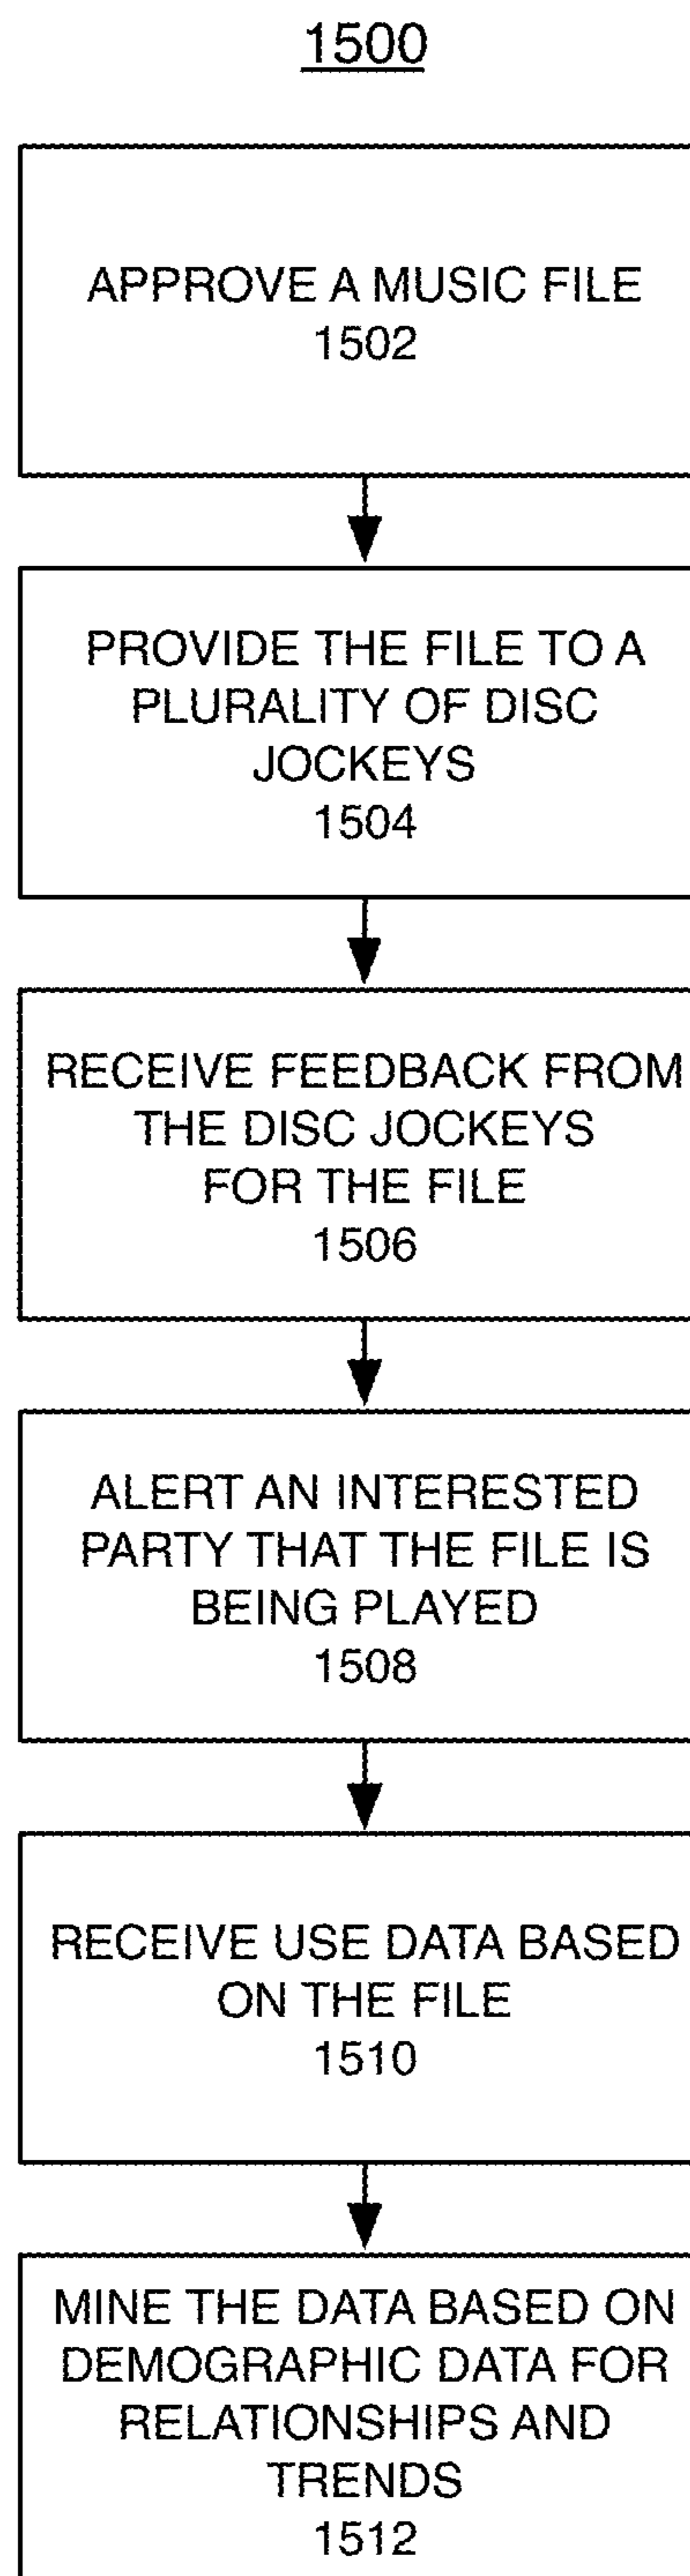 1500
APPROVE A MUSIC FILE
1502
PROVIDE THE FILE TO A
PLURALITY OF DISC
JOCKEYS
1504
RECEIVE FEEDBACK FROM
THE DISC JOCKEYS
FOR THE FILE
1506
ALERT AN INTERESTED
PARTY THAT THE FILE IS
BEING PLAYED
1508
RECEIVE USE DATA BASED
ON THE FILE
1510
MINE THE DATA BASED ON
DEMOGRAPHIC DATA FOR
RELATIONSHIPS AND
TRENDS
1512